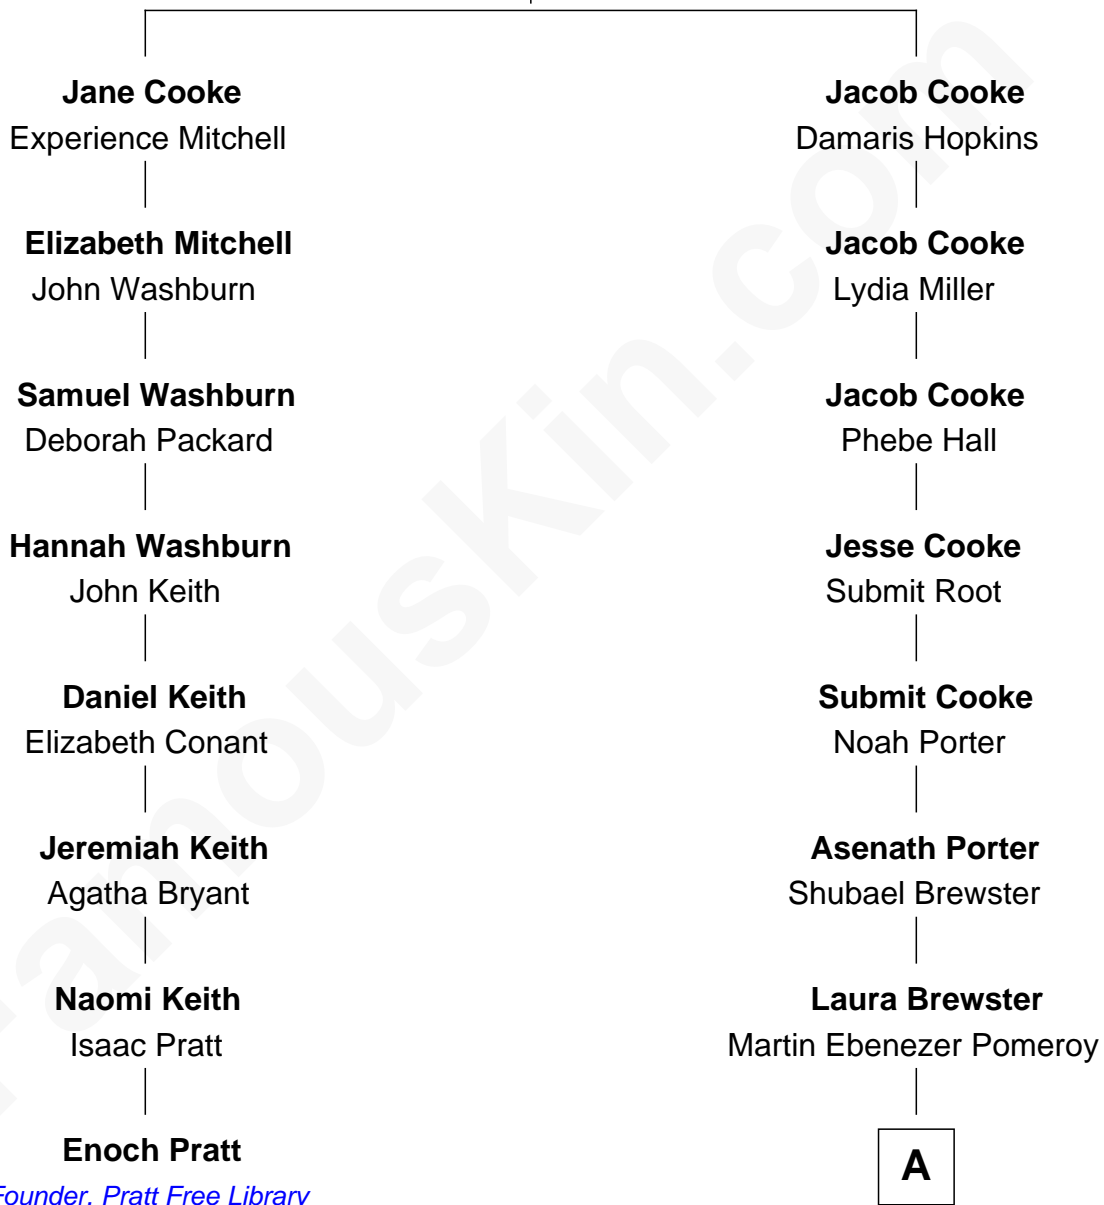 Jane Cooke
Experience Mitchell
Elizabeth Mitchell
John Washburn
Samuel Washburn
Deborah Packard
Hannah Washburn
John Keith
Daniel Keith
Elizabeth Conant
Jeremiah Keith
Agatha Bryant
Naomi Keith
Isaac Pratt
Enoch Pratt
Founder, Pratt Free Library
Jacob Cooke
Damaris Hopkins
Jacob Cooke
Lydia Miller
Jacob Cooke
Phebe Hall
Jesse Cooke
Submit Root
Submit Cooke
Noah Porter
Asenath Porter
Shubael Brewster
Laura Brewster
Martin Ebenezer Pomeroy
A
FamousKin.com